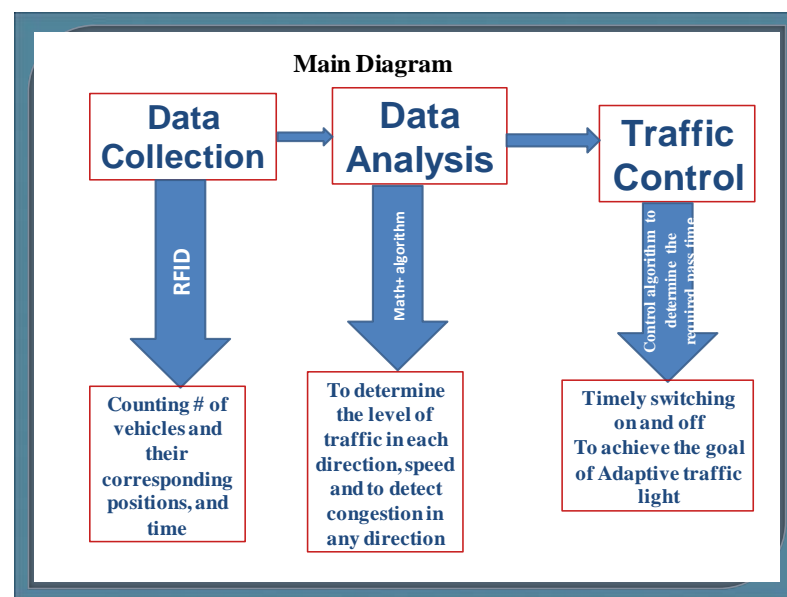 Main Diagram
Data
Collection
Data
Analysis
Traffic
Control
RFID
Math+ algorithm
Control algorithm to
determine the
required pass time
Counting # of
vehicles and
their
corresponding
positions, and
time
To determine
the level of
traffic in each
direction, speed
and to detect
congestion in
any direction
Timely switching
on and off
To achieve the goal
of Adaptive traffic
light